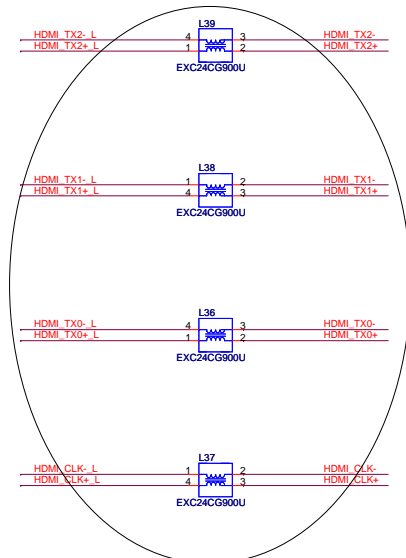 L39
HDMI_TX2-_L 4 3 HDMI_TX2-
HDMI_TX2+_L 1 2 HDMI_TX2+
EXC24CG900U
L38
HDMI_TX1-_L 1 2 HDMI_TX1-
HDMI_TX1+_L 4 3 HDMI_TX1+
EXC24CG900U
L36
HDMI_TX0-_L 4 3 HDMI_TX0-
HDMI_TX0+_L 1 2 HDMI_TX0+
EXC24CG900U
L37
HDMI_CLK-_L 1 2 HDMI_CLK-
HDMI_CLK+_L 4 3 HDMI_CLK+
EXC24CG900U